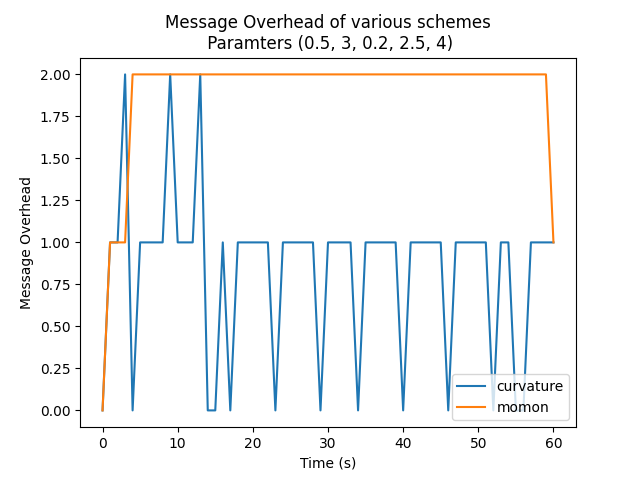 Message Overhead of various schemes
Paramters (0.5, 3, 0.2, 2.5, 4)
2.00
1.75
1.50
1.25
1.00
0.75
0.50
0.25
0.00
Message Overhead
0 10 20 30 40 50 60
Time (s)
curvature
momon